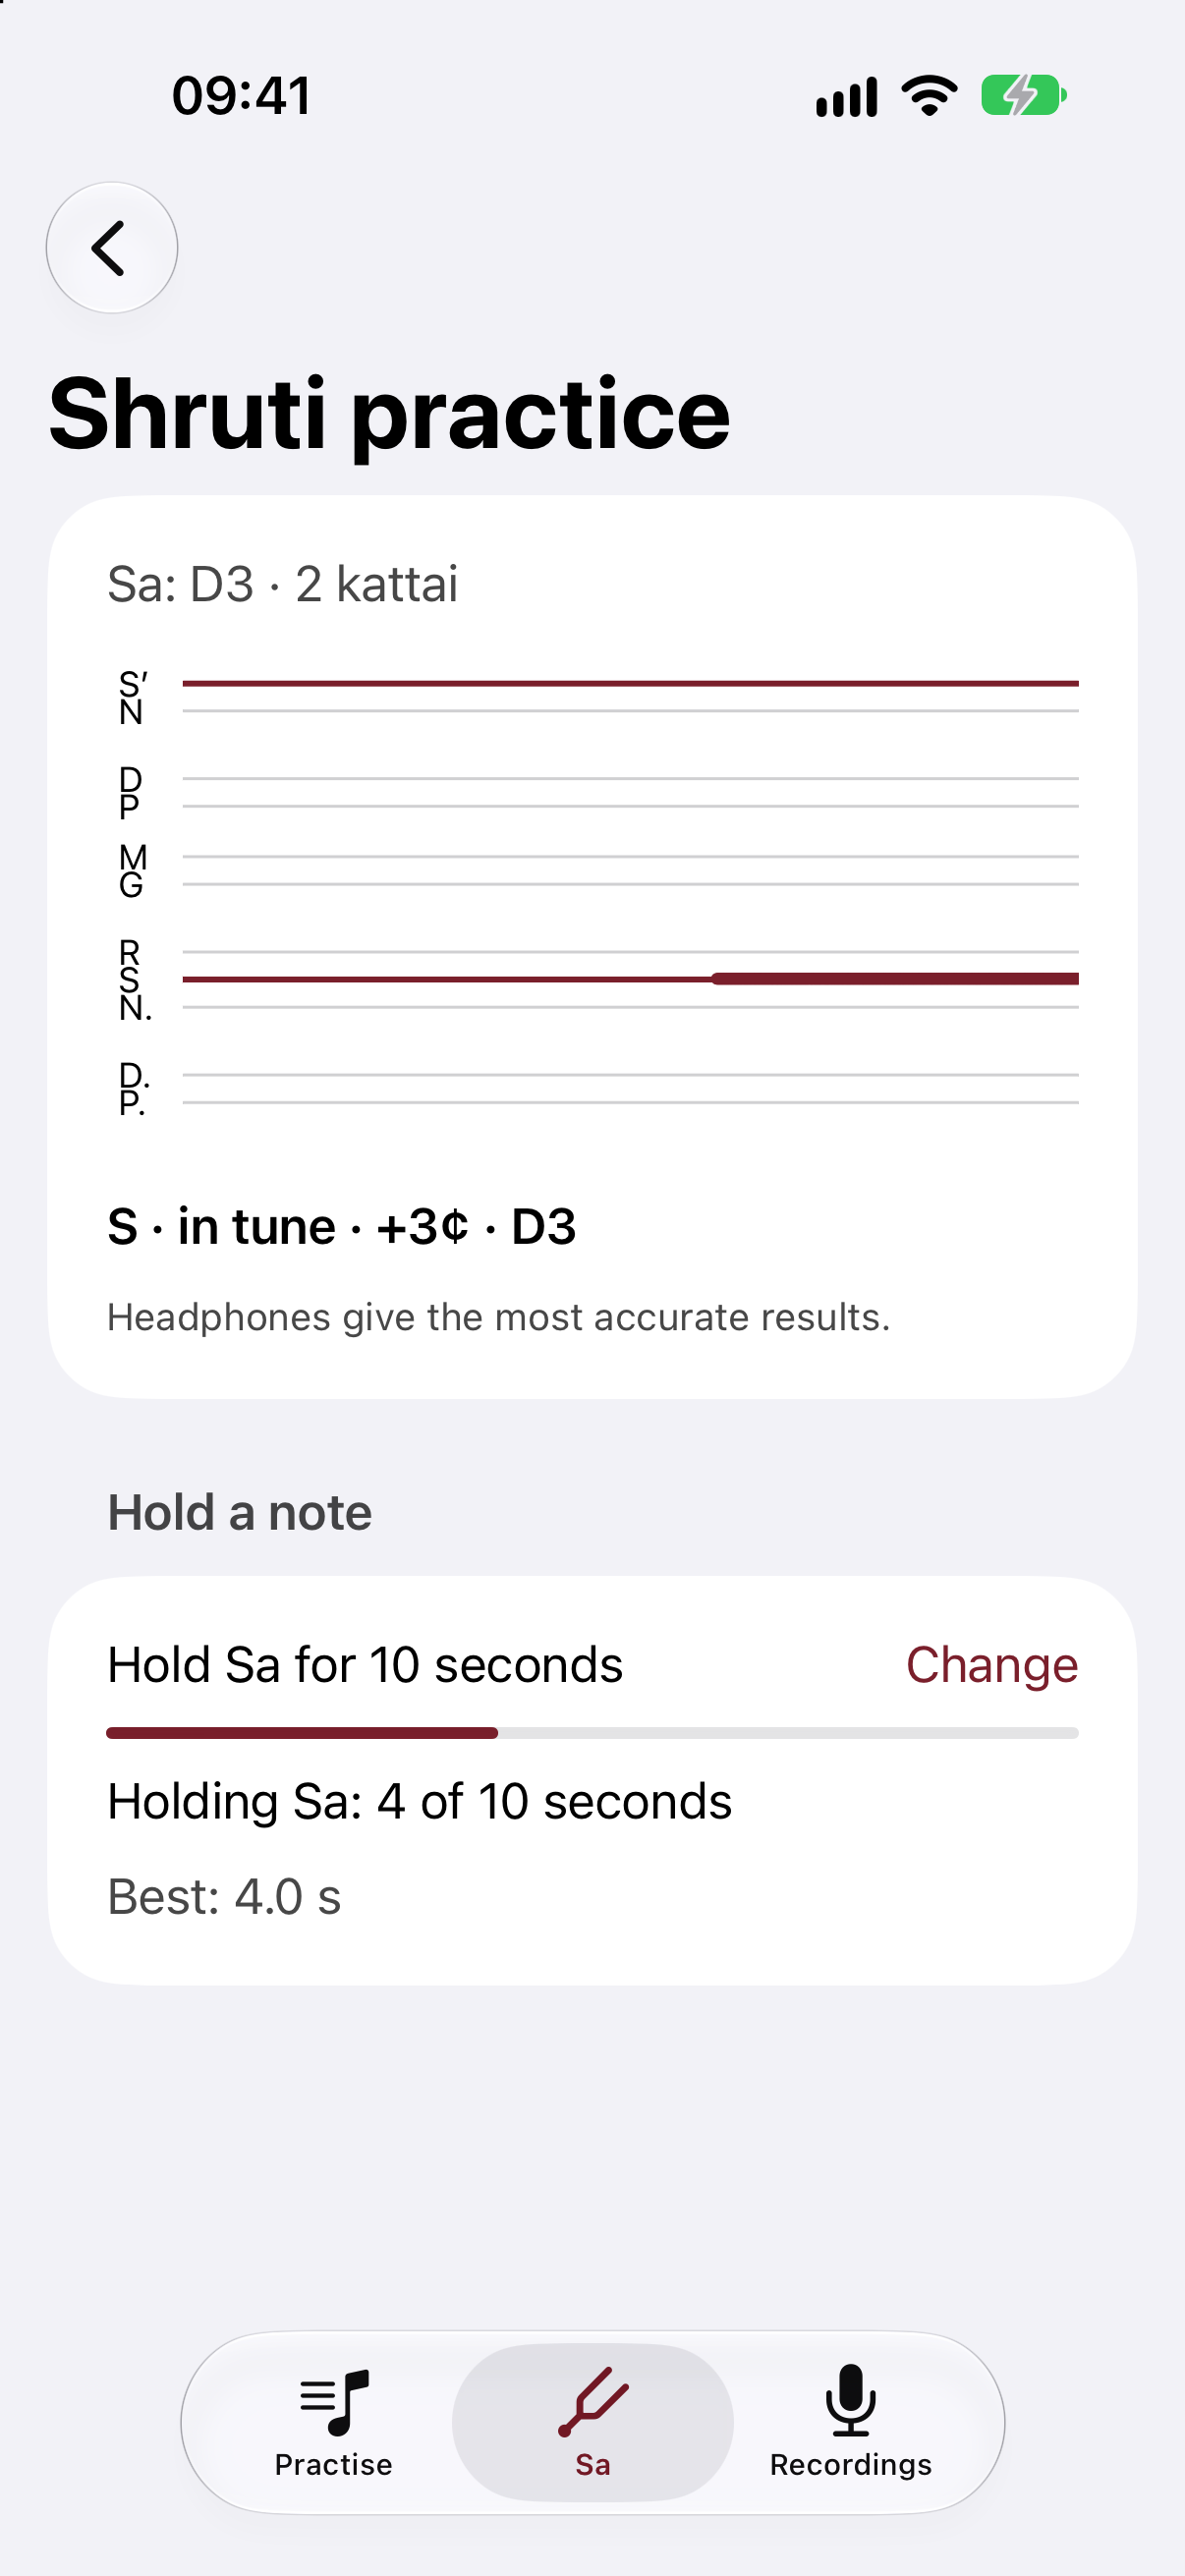 09:41
Shruti practice
Sa: D3 · 2 kattai
S′
N
D
P
M
G
R
S
N.
D.
P.
S · in tune · +3¢ · D3
Headphones give the most accurate results.
Hold a note
Hold Sa for 10 seconds
Change
Holding Sa: 4 of 10 seconds
Best: 4.0 s
Practise
Sa
Recordings